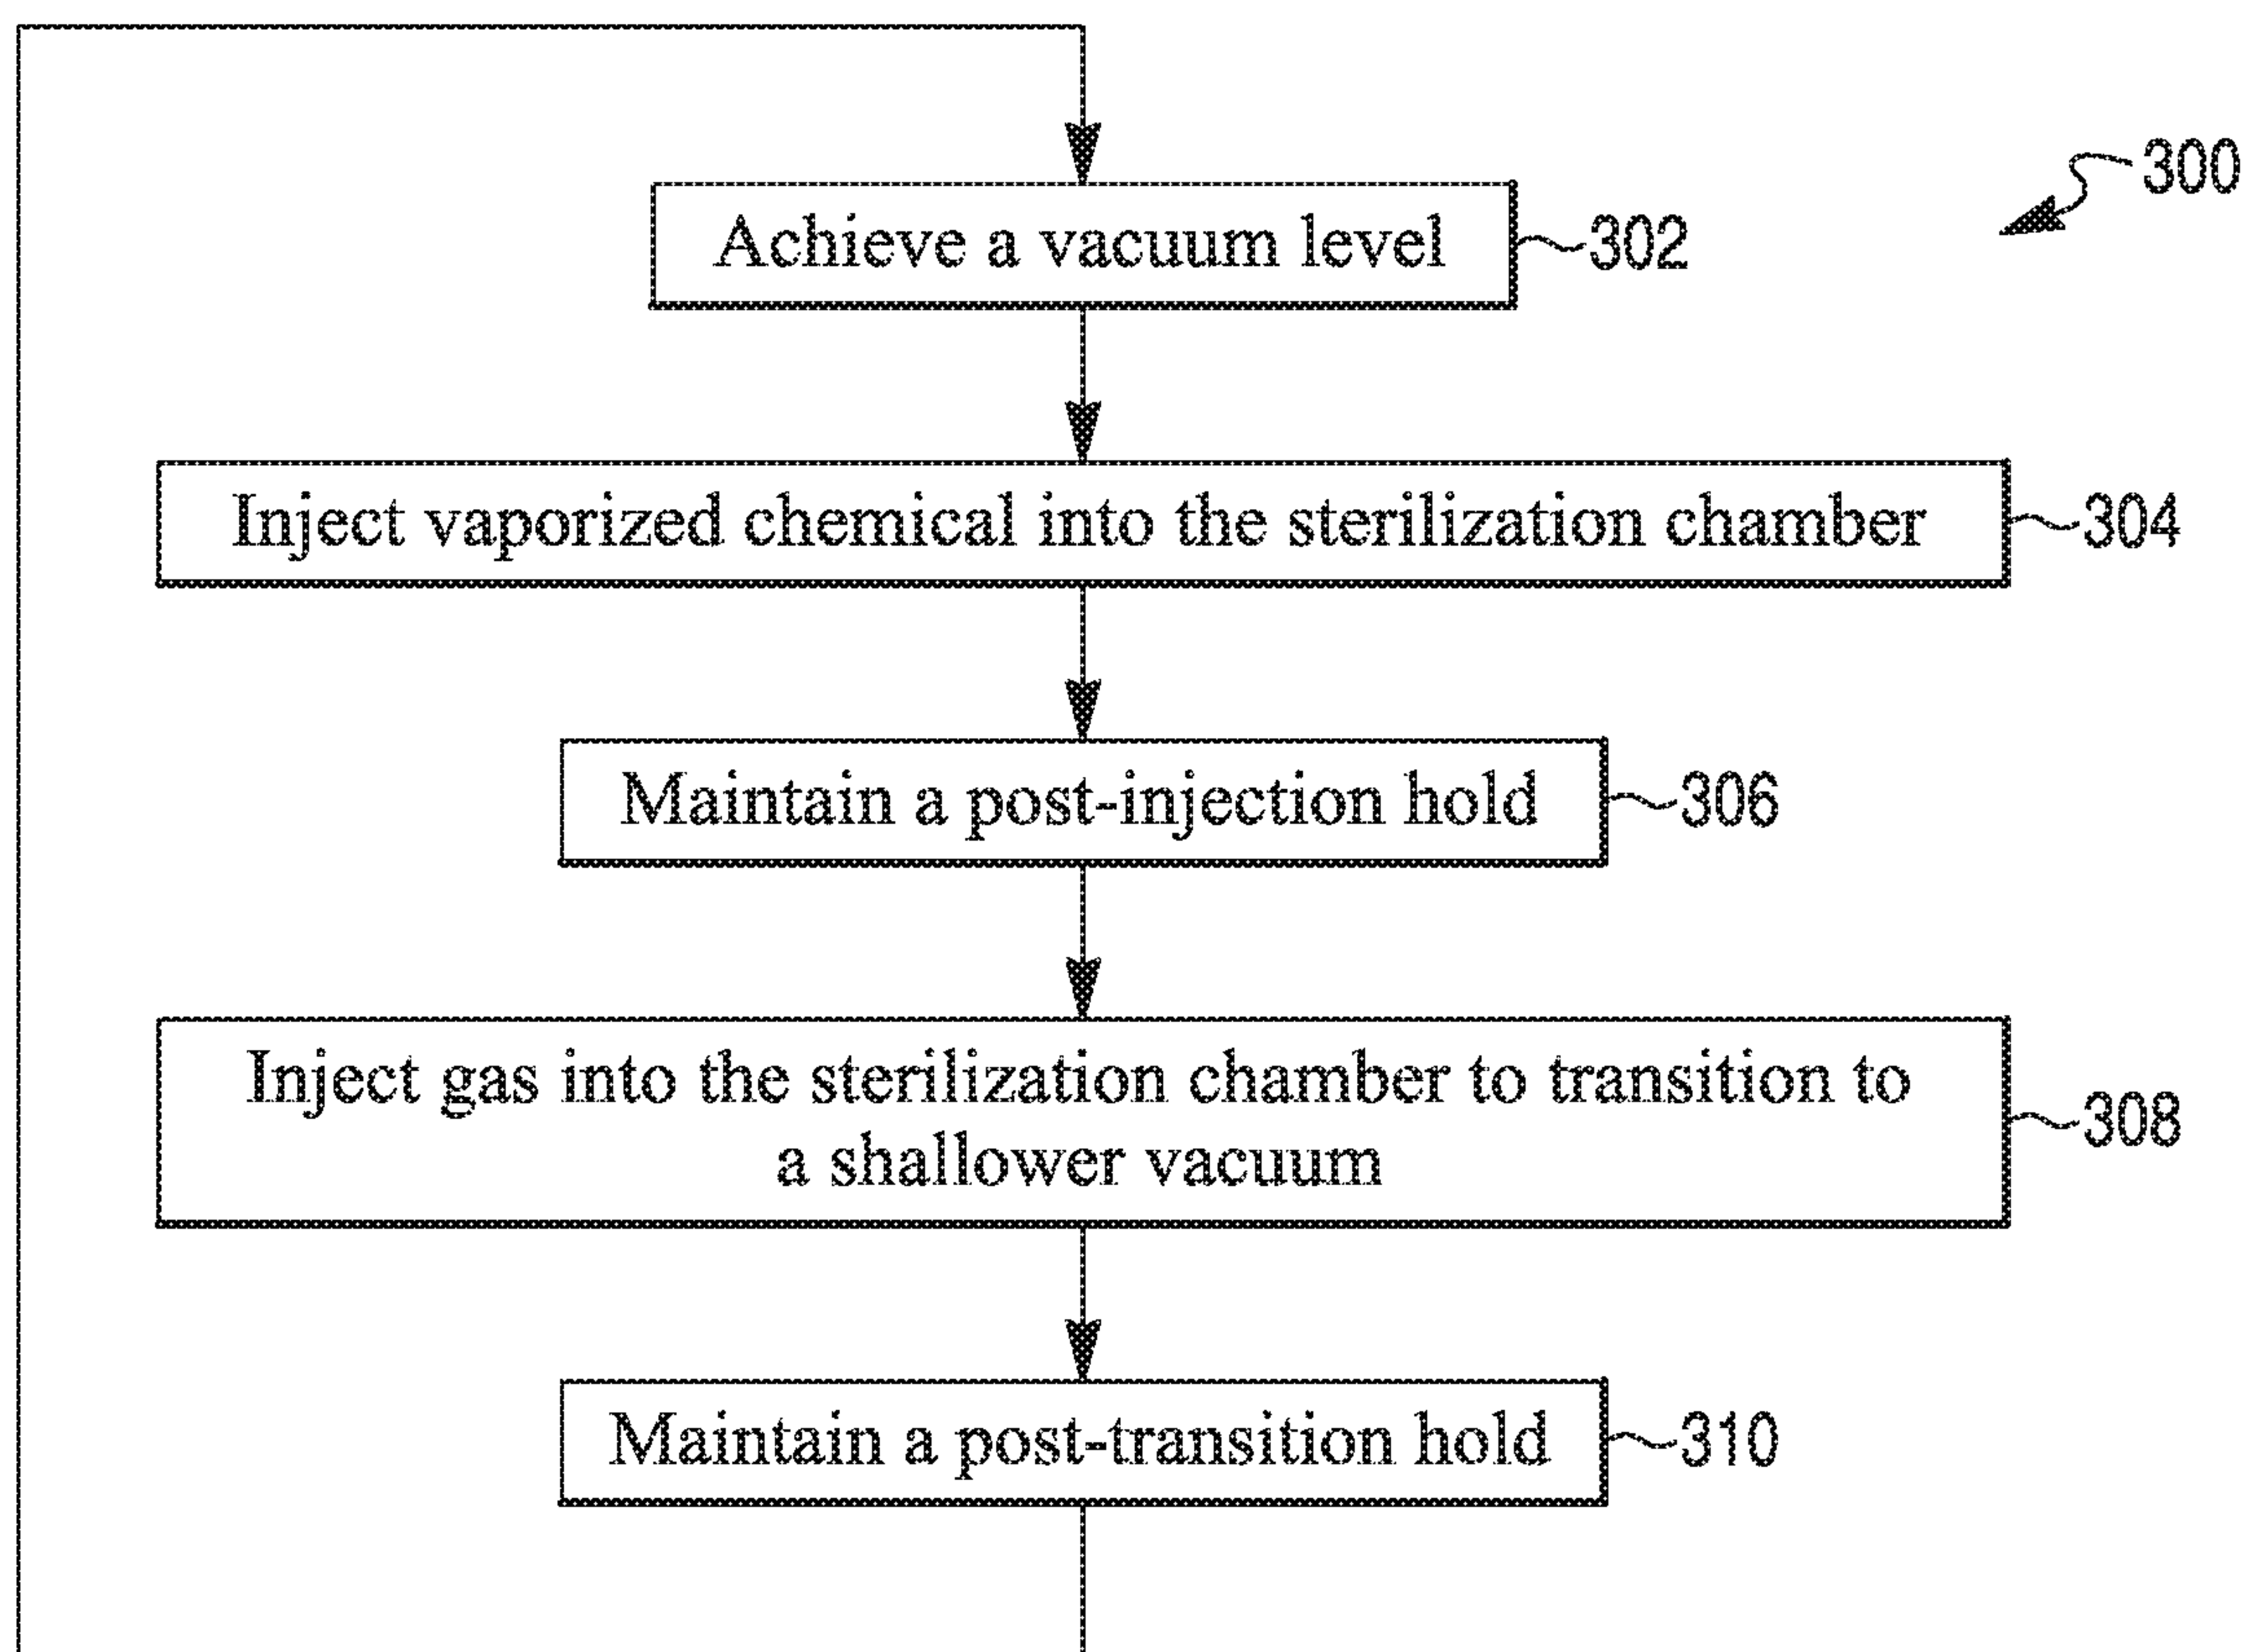 300
Achieve a vacuum level
302
Inject vaporized chemical into the sterilization chamber
304
Maintain a post-injection hold
306
Inject gas into the sterilization chamber to transition to
a shallower vacuum
308
Maintain a post-transition hold
310